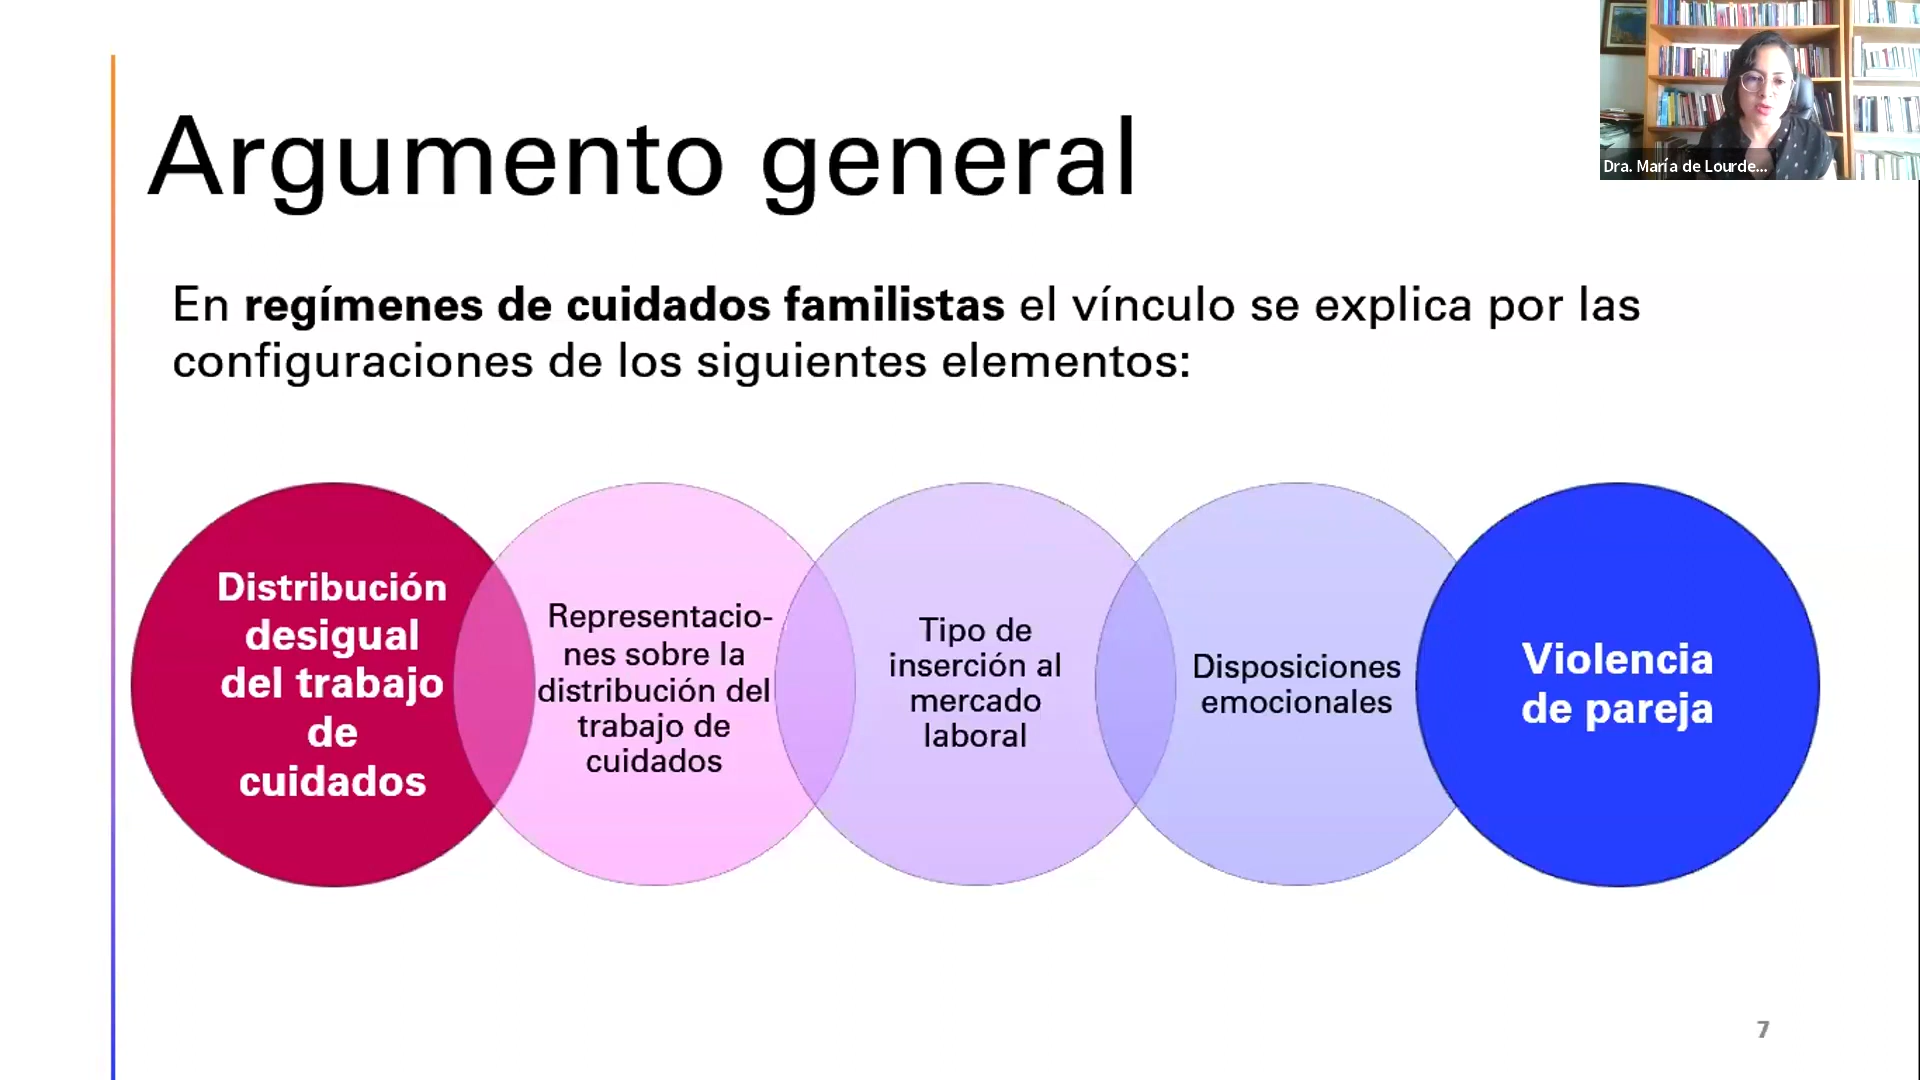 Argumento general
Dra. María de Lourde...
En regímenes de cuidados familistas el vínculo se explica por las
configuraciones de los siguientes elementos:
Distribución
desigual
del trabajo
de
cuidados
Representacio-
nes sobre la
distribución del
trabajo de
cuidados
Tipo de
inserción al
mercado
laboral
Disposiciones
emocionales
Violencia
de pareja
7